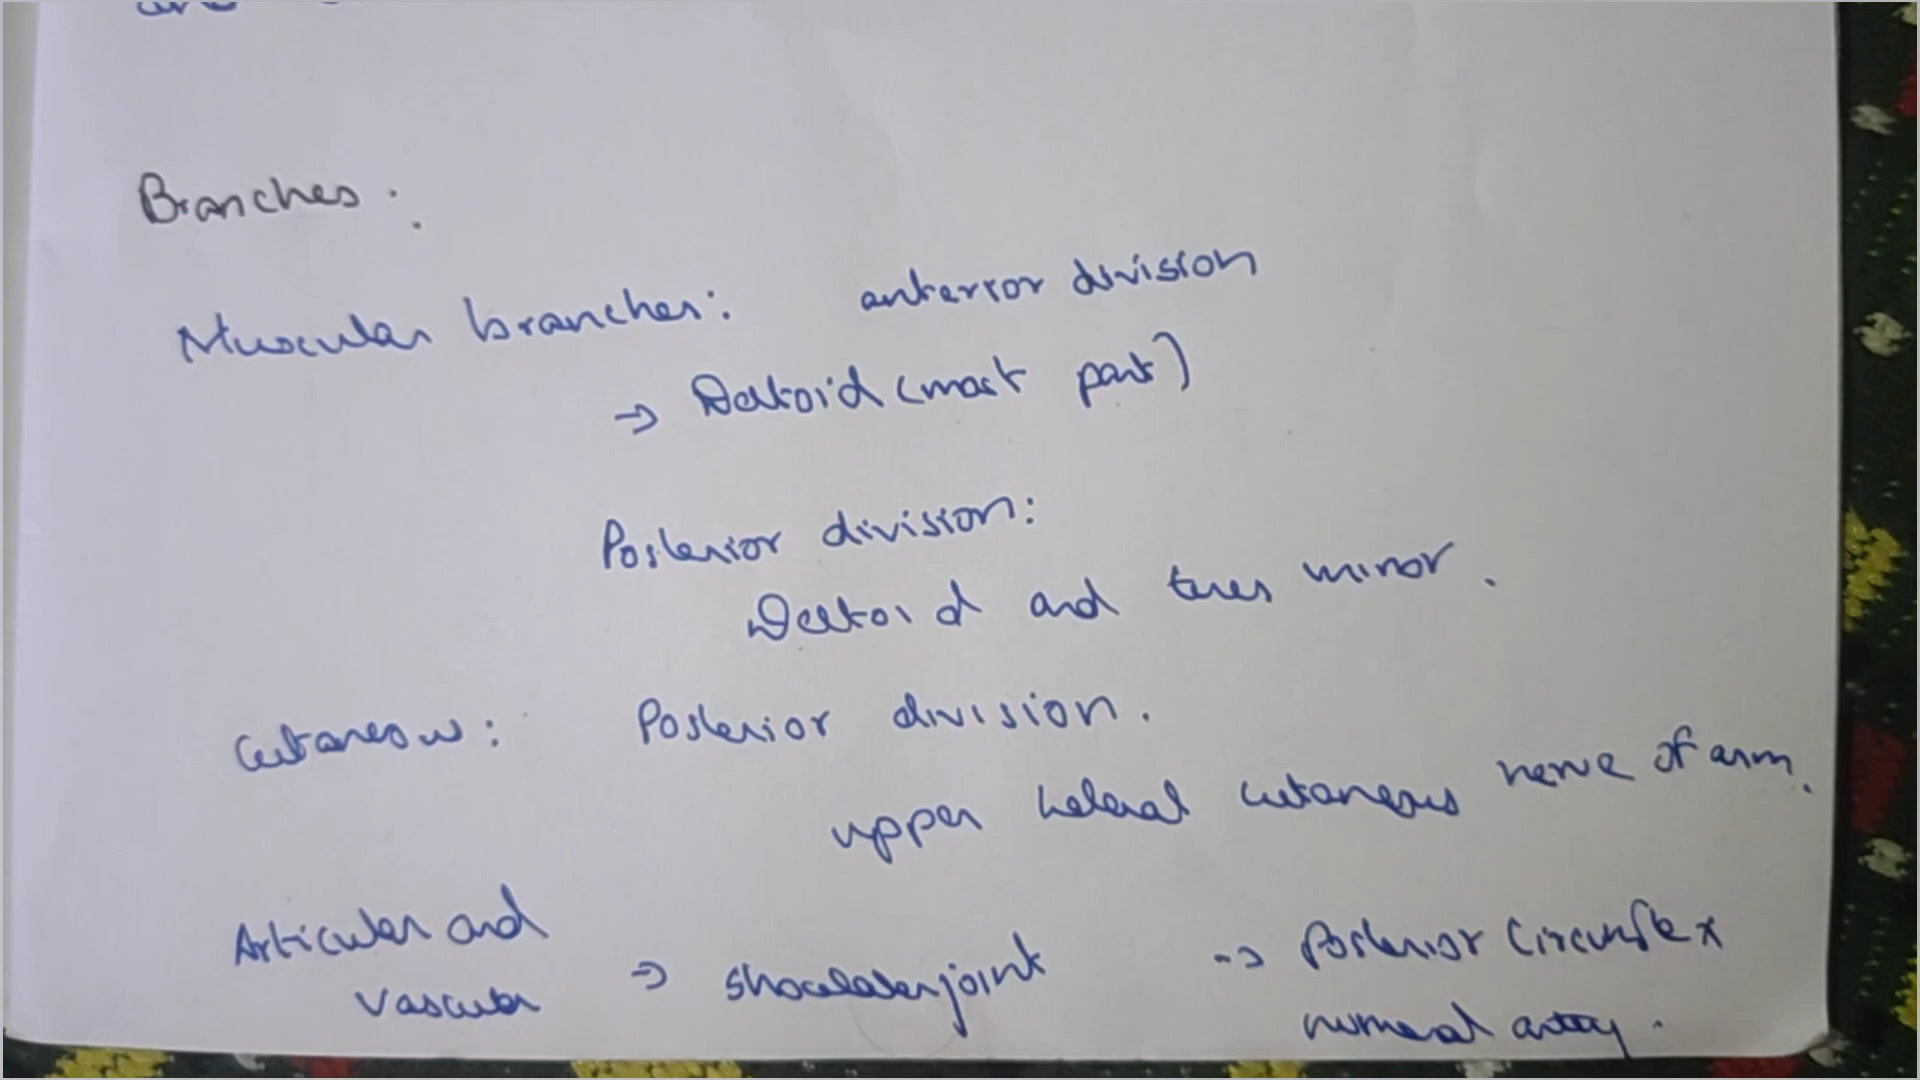 Branches:
Muscular branches: anterior division
→ Deltoid (most part)
Posterior division:
Deltoid and teres minor.
Cutaneous: Posterior division.
upper lateral cutaneous nerve of arm.
Articular and
vascular → shoulder joint → Posterior Circumflex
numeral artery.